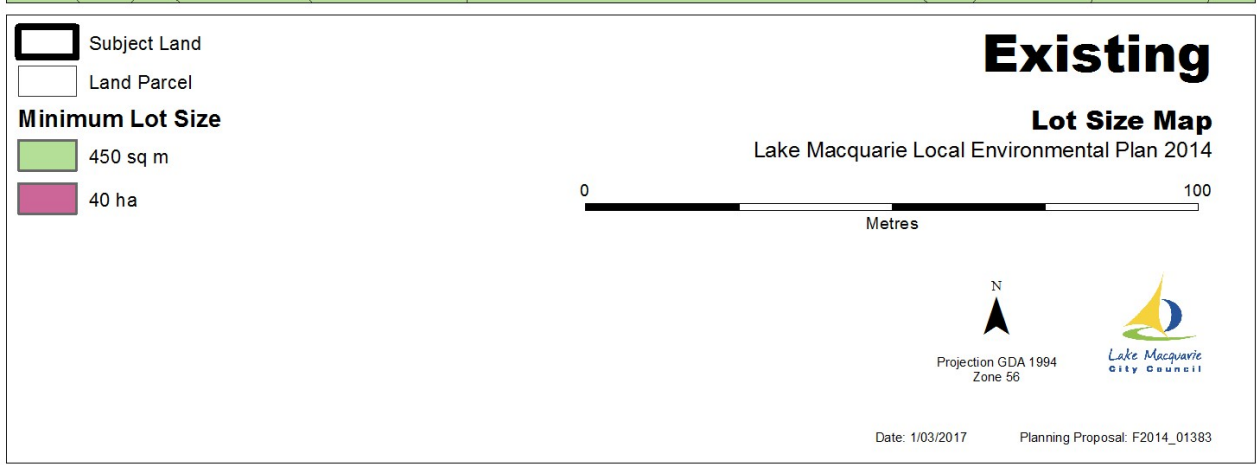 Subject Land
Land Parcel
Minimum Lot Size
450 sq m
40 ha
Existing
Lot Size Map
Lake Macquarie Local Environmental Plan 2014
0 100
Metres
N
Projection GDA 1994
Zone 56
Lake Macquarie
City Council
Date: 1/03/2017 Planning Proposal: F2014_01383